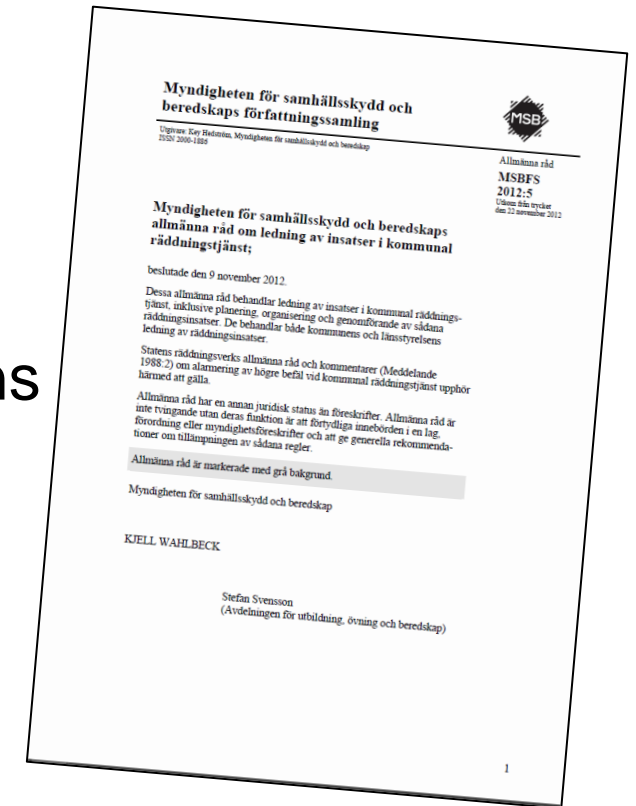 ns
Myndigheten för samhällsskydd och
beredskaps författningssamling
MSB
Utgivare: Key Hedström, Myndigheten för samhällsskydd och beredskap
ISSN 2000-1886
Allmänna råd
MSBFS
2012:5
Utkom från trycket
den 22 november 2012
Myndigheten för samhällsskydd och beredskaps
allmänna råd om ledning av insatser i kommunal
räddningstjänst;
beslutade den 9 november 2012.
Dessa allmänna råd behandlar ledning av insatser i kommunal räddnings-
tjänst, inklusive planering, organisering och genomförande av sådana
räddningsinsatser. De behandlar både kommunens och länsstyrelsens
ledning av räddningsinsatser.
Statens räddningsverks allmänna råd och kommentarer (Meddelande
1988:2) om alarmering av högre befäl vid kommunal räddningstjänst upphör
härmed att gälla.
Allmänna råd har en annan juridisk status än föreskrifter. Allmänna råd är
inte tvingande utan deras funktion är att förtydliga innebörden i en lag,
förordning eller myndighetsföreskrifter och att ge generella rekommenda-
tioner om tillämpningen av sådana regler.
Allmänna råd är markerade med grå bakgrund.
Myndigheten för samhällsskydd och beredskap
KJELL WAHLBECK
Stefan Svensson
(Avdelningen för utbildning, övning och beredskap)
1